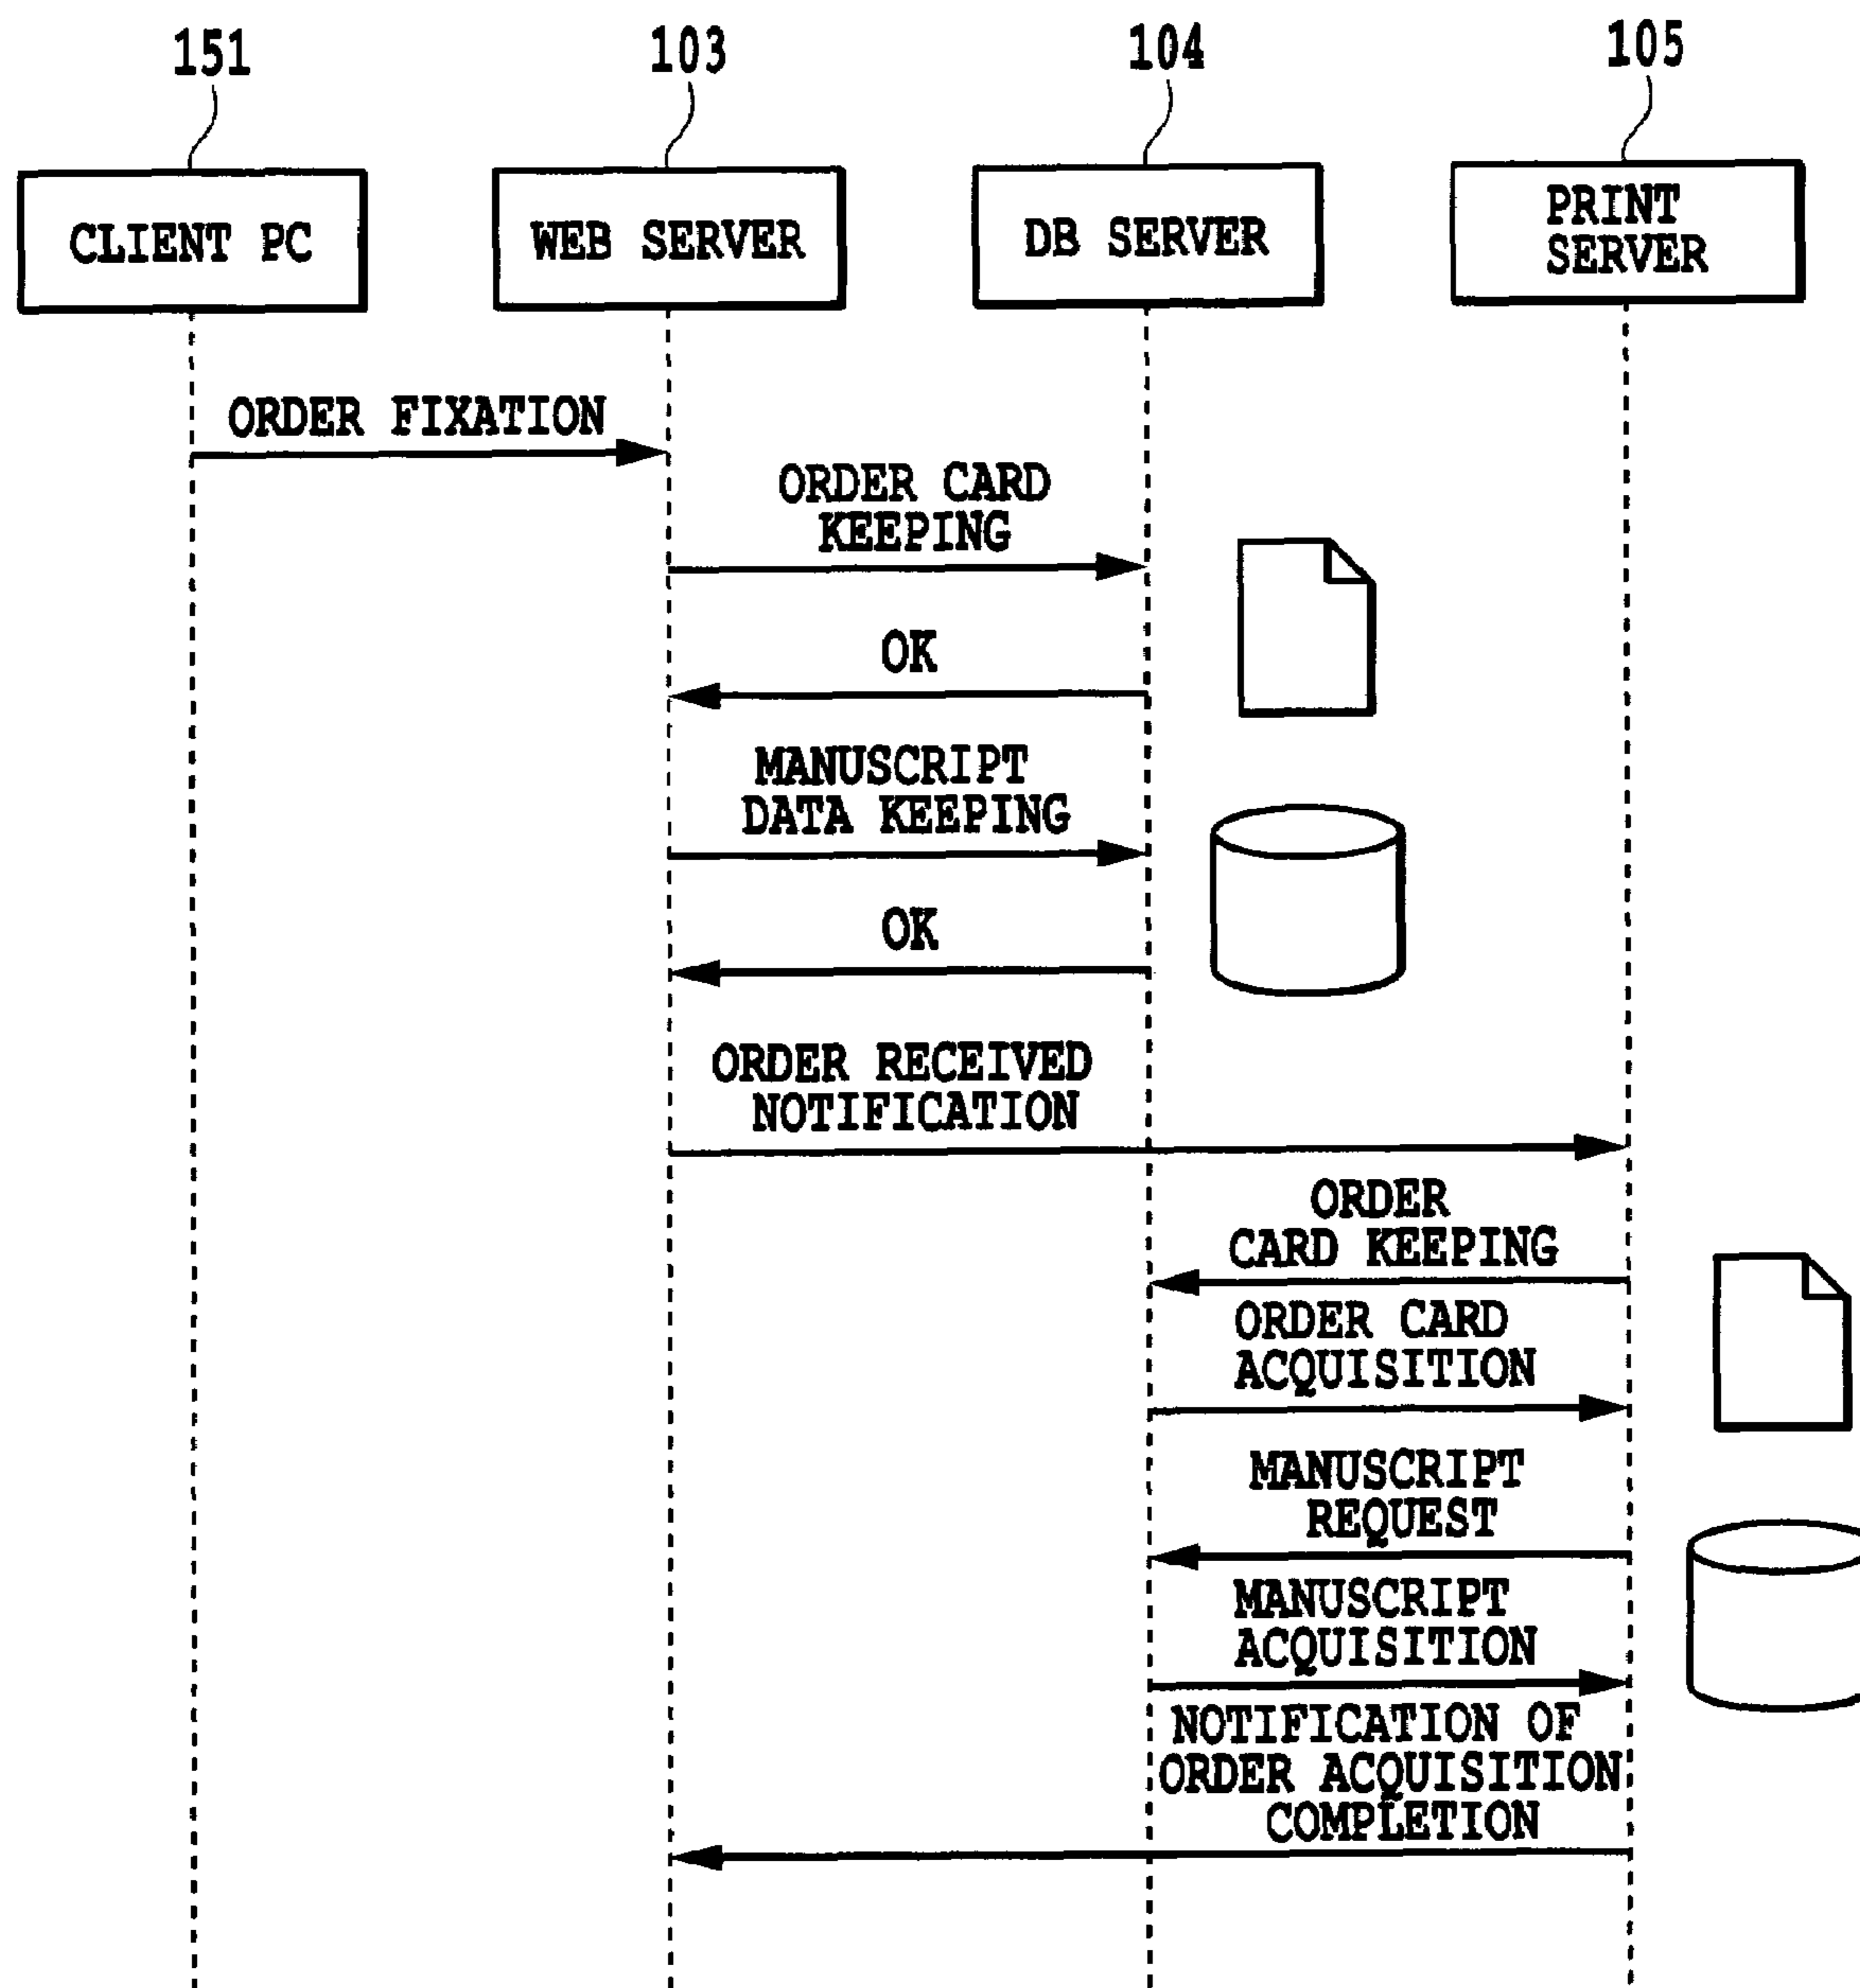 151
103
104
105
CLIENT PC
WEB SERVER
DB SERVER
PRINT
SERVER
ORDER FIXATION
ORDER CARD
KEEPING
OK
MANUSCRIPT
DATA KEEPING
OK
ORDER RECEIVED
NOTIFICATION
ORDER
CARD KEEPING
ORDER CARD
ACQUISITION
MANUSCRIPT
REQUEST
MANUSCRIPT
ACQUISITION
NOTIFICATION OF
ORDER ACQUISITION
COMPLETION